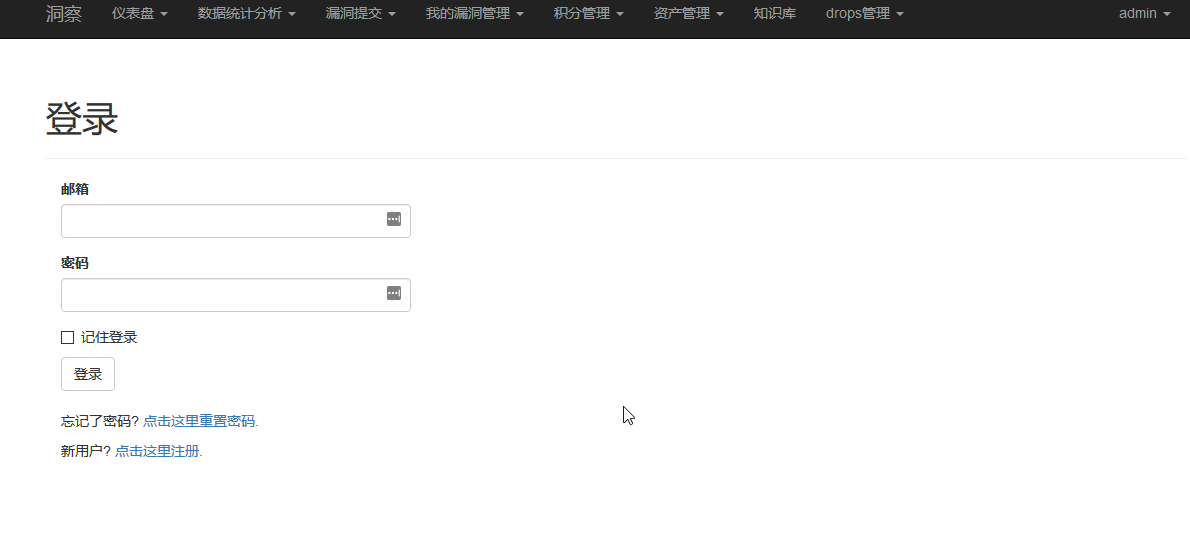 洞察 仪表盘 数据统计分析 漏洞提交 我的漏洞管理 积分管理 资产管理 知识库 drops管理 admin
登录
邮箱
密码
记住登录
登录
忘记了密码? 点击这里重置密码.
新用户? 点击这里注册.